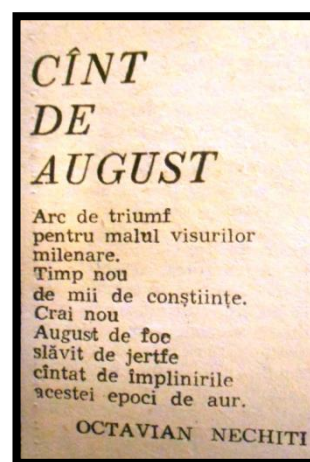 CÎNT
DE
AUGUST
Arc de triumf
pentru malul visurilor
milenare.
Timp nou
de mii de conștiințe.
Crai nou
August de foc
slăvit de jertfe
cîntat de împlinirile
acestei epoci de aur.
OCTAVIAN NECHITI